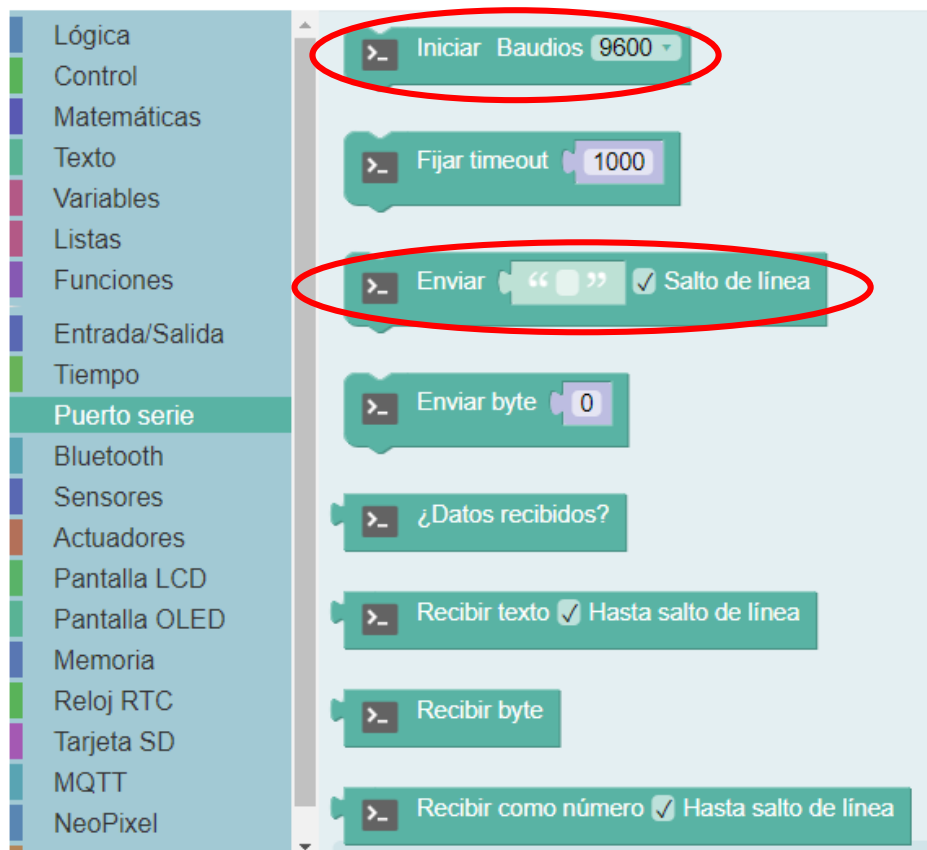 Lógica
Control
Matemáticas
Texto
Variables
Listas
Funciones
Entrada/Salida
Tiempo
Puerto serie
Bluetooth
Sensores
Actuadores
Pantalla LCD
Pantalla OLED
Memoria
Reloj RTC
Tarjeta SD
MQTT
NeoPixel
>_ Iniciar Baudios 9600
>_ Fijar timeout 1000
>_ Enviar “ ” ✓ Salto de línea
>_ Enviar byte 0
>_ ¿Datos recibidos?
>_ Recibir texto ✓ Hasta salto de línea
>_ Recibir byte
>_ Recibir como número ✓ Hasta salto de línea